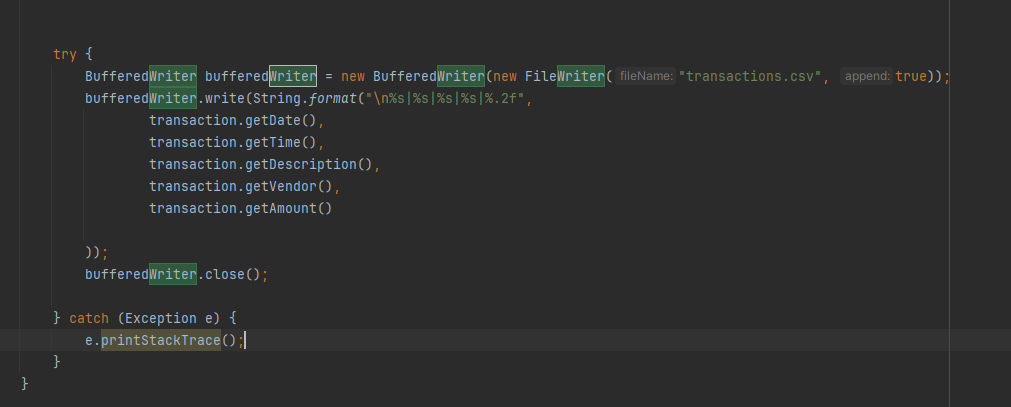 try {
BufferedWriter bufferedWriter = new BufferedWriter(new FileWriter( fileName: "transactions.csv", append: true));
bufferedWriter.write(String.format("\n%s|%s|%s|%s|%.2f",
transaction.getDate(),
transaction.getTime(),
transaction.getDescription(),
transaction.getVendor(),
transaction.getAmount()
));
bufferedWriter.close();
} catch (Exception e) {
e.printStackTrace();
}
}